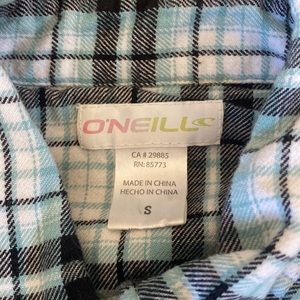 O'NEILL
CA # 29885
RN: 85773
MADE IN CHINA
HECHO EN CHINA
S